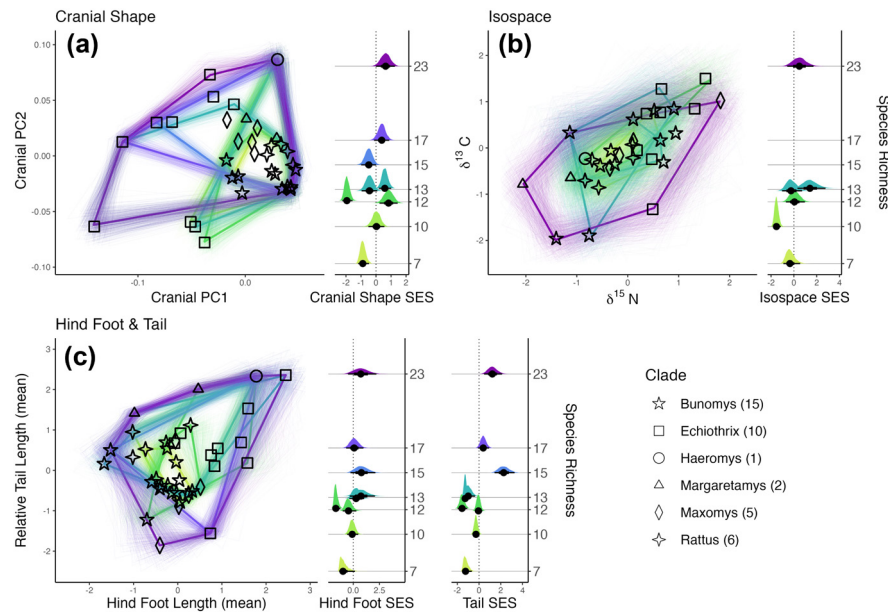 Cranial Shape
(a)
Cranial PC2
0.10
0.05
0.00
-0.05
-0.10
-0.1
0.0
Cranial PC1
23
17
15
13
12
10
7
-2
-1
0
1
2
Cranial Shape SES
Isospace
(b)
δ13 C
2
1
0
-1
-2
-2
-1
0
1
2
δ15 N
23
17
15
13
12
10
7
-2
0
2
4
Isospace SES
Species Richness
Hind Foot & Tail
(c)
Relative Tail Length (mean)
3
2
1
0
-1
-2
-2
-1
0
1
2
3
Hind Foot Length (mean)
23
17
15
13
12
10
7
0.0
2.5
Hind Foot SES
Species Richness
23
17
15
13
12
10
7
-2
0
2
4
Tail SES
Clade
Bunomys (15)
Echiothrix (10)
Haeromys (1)
Margaretamys (2)
Maxomys (5)
Rattus (6)